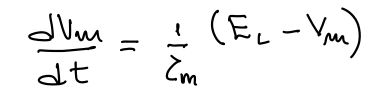 dVm/dt = 1/τm (EL - Vm)